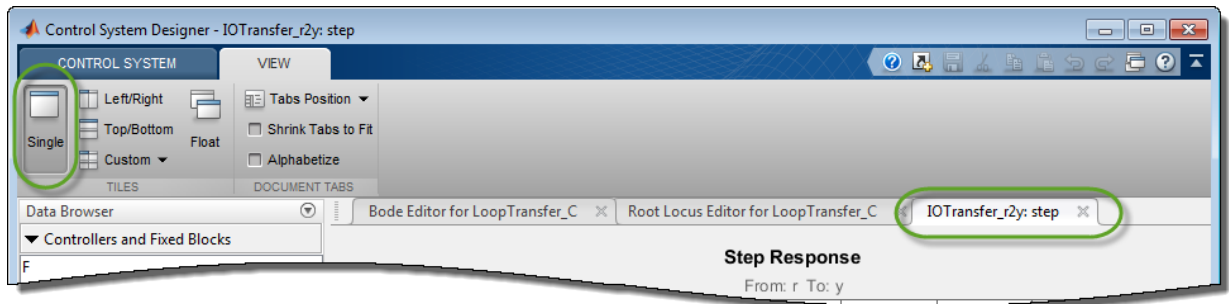 Control System Designer - IOTransfer_r2y: step
CONTROL SYSTEM VIEW
Left/Right Tabs Position
Single Top/Bottom Float Shrink Tabs to Fit
Custom Alphabetize
TILES DOCUMENT TABS
Data Browser Bode Editor for LoopTransfer_C Root Locus Editor for LoopTransfer_C IOTransfer_r2y: step
Controllers and Fixed Blocks
F
Step Response
From: r To: y